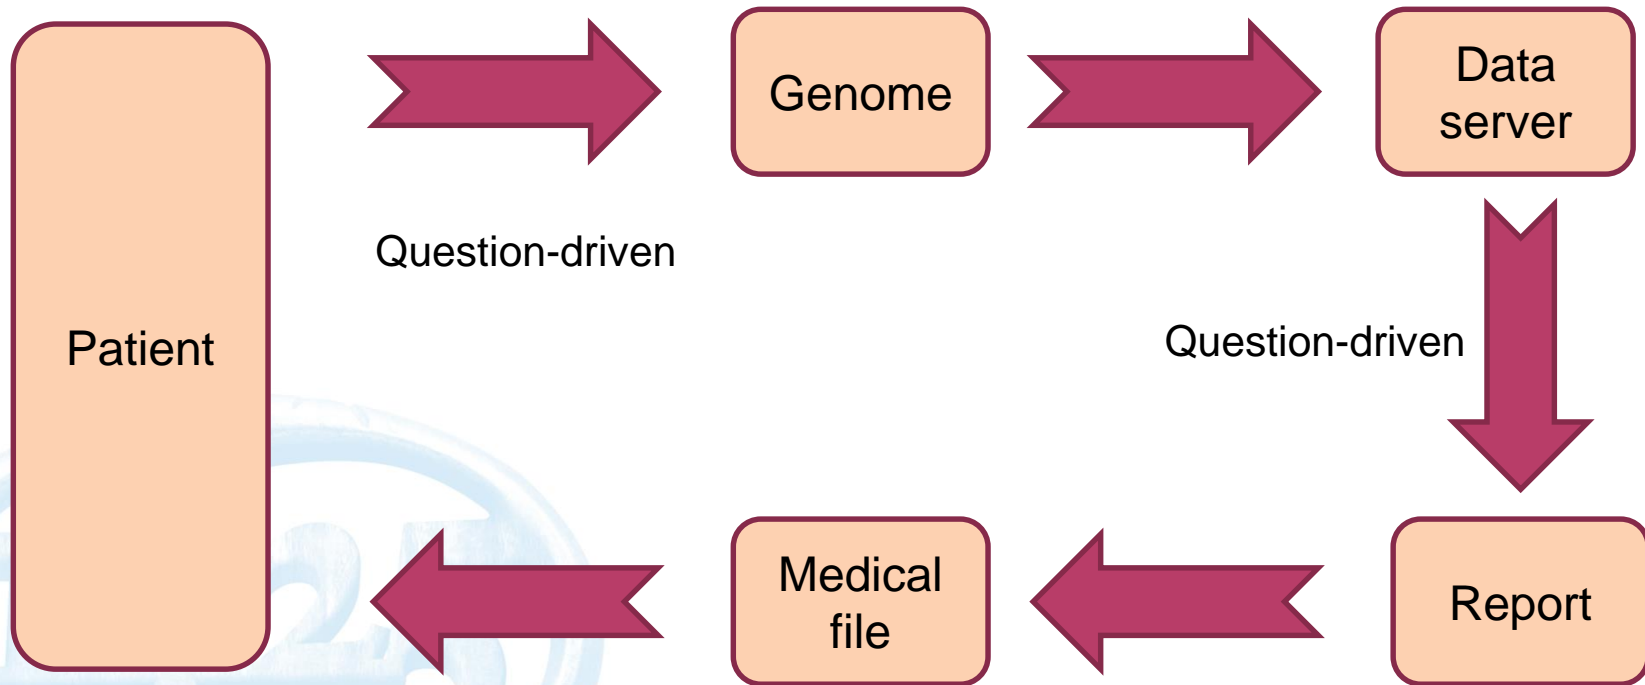 Genome
Data
server
Question-driven
Patient
Question-driven
Medical
file
Report